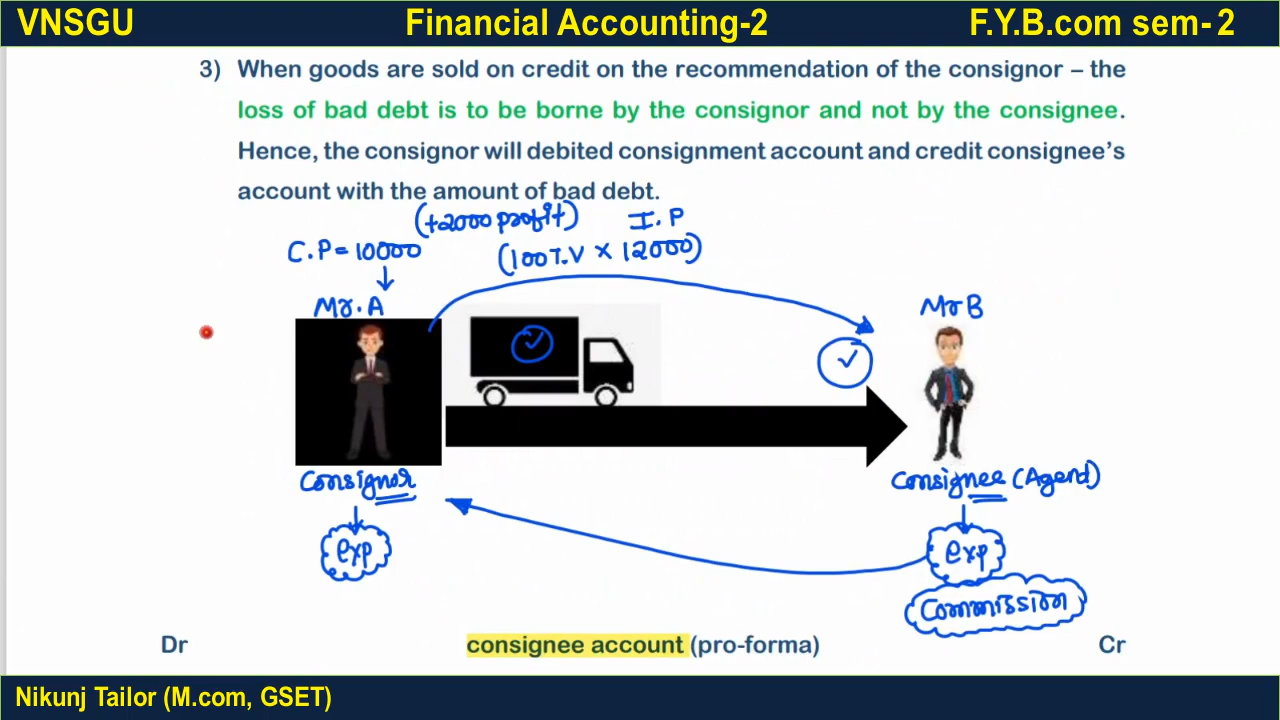 VNSGU Financial Accounting-2 F.Y.B.com sem- 2
3) When goods are sold on credit on the recommendation of the consignor – the
loss of bad debt is to be borne by the consignor and not by the consignee.
Hence, the consignor will debited consignment account and credit consignee's
account with the amount of bad debt.
(+2000 profit) I.P
C.P = 10000 (100 T.V × 12000)
Mr. A Mr B
Consignor Consignee (Agend)
exp exp
Commission
Dr consignee account (pro-forma) Cr
Nikunj Tailor (M.com, GSET)